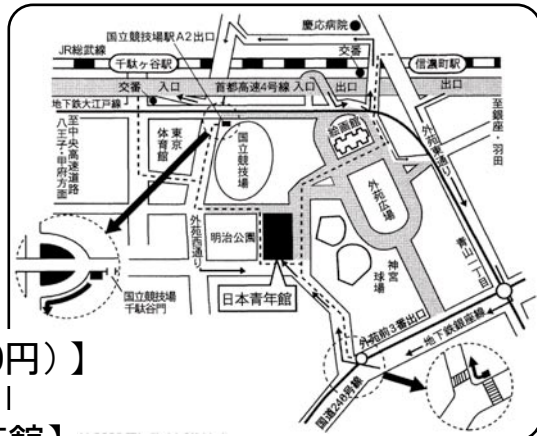 慶応病院
国立競技場駅A2出口
JR総武線
千駄ケ谷駅
交番
信濃町駅
交番
入口
首都高速4号線
入口
出口
出口
地下鉄大江戸線
至中央高速道路
八王子・甲府方面
東京
体育館
国立競技場
絵画館
外苑東通り
至銀座・羽田
外苑広場
外苑西通り
明治公園
神宮
球場
青山一丁目
日本青年館
国立競技場
千駄谷門
外苑前3番出口
地下鉄銀座線
国道246号線
円)】
館】